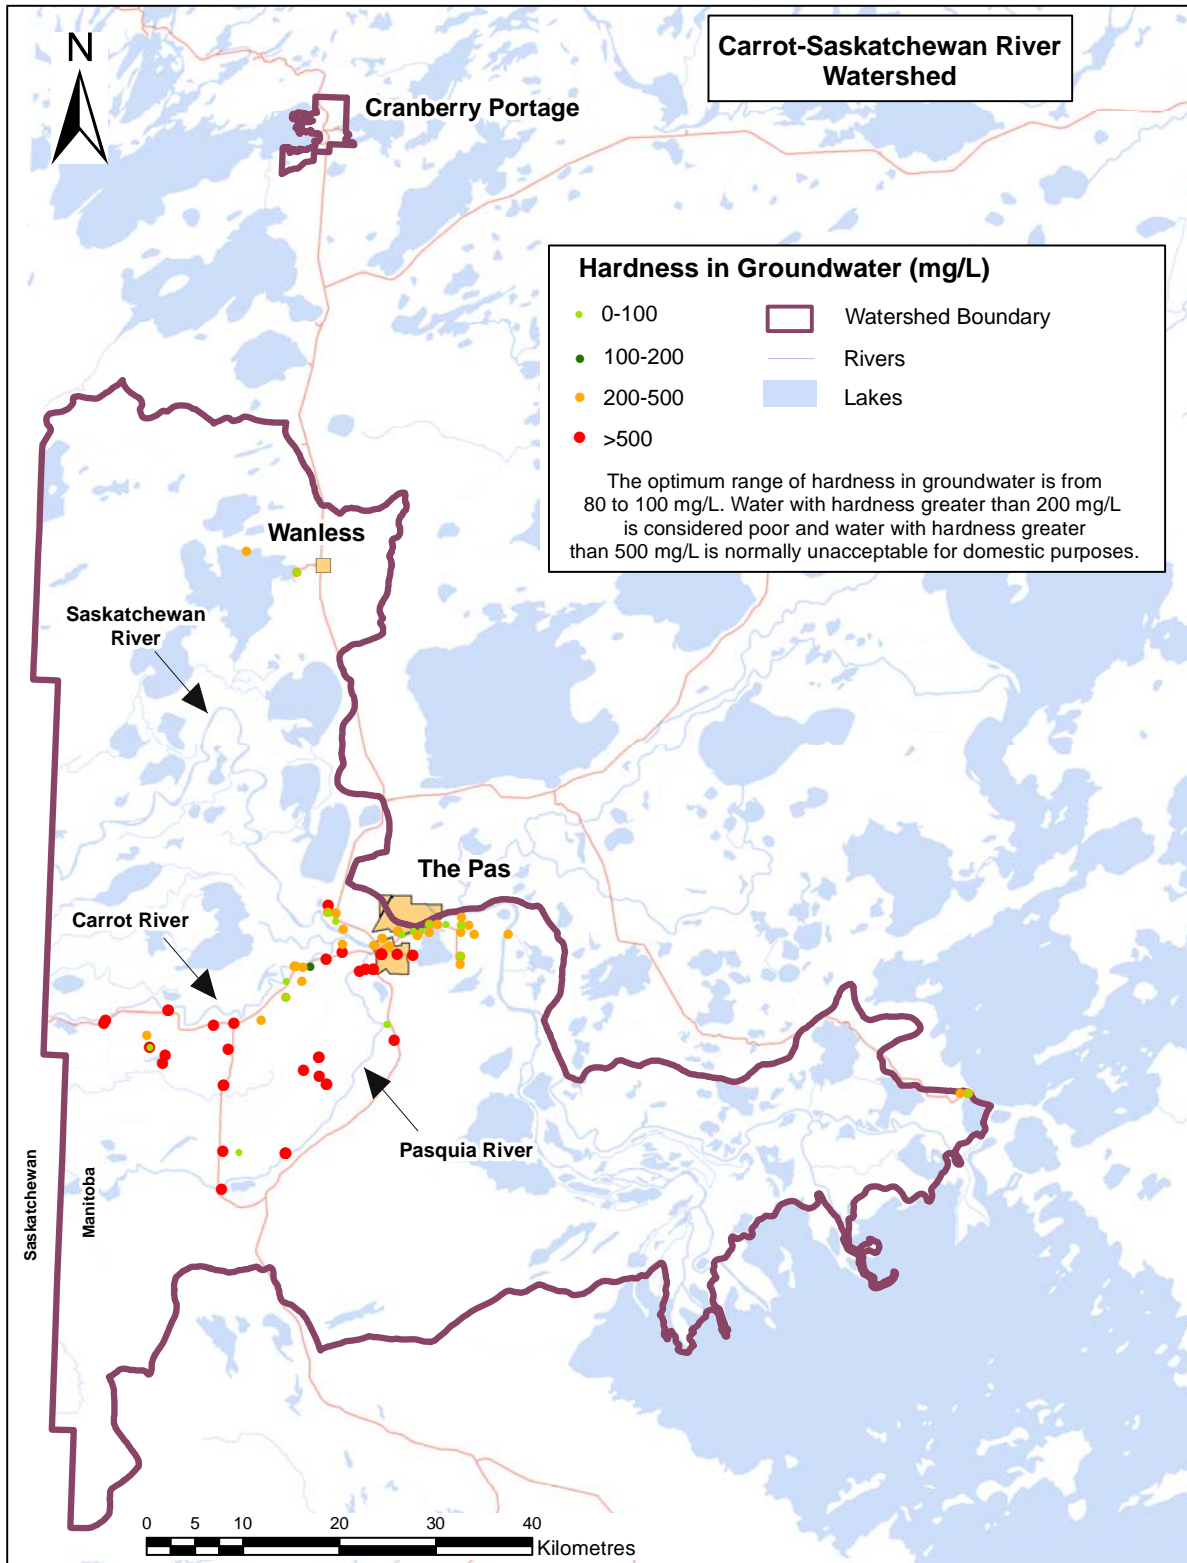 Carrot-Saskatchewan River
Watershed
N
Cranberry Portage
Hardness in Groundwater (mg/L)
0-100
100-200
200-500
>500
Watershed Boundary
Rivers
Lakes
The optimum range of hardness in groundwater is from
80 to 100 mg/L. Water with hardness greater than 200 mg/L
is considered poor and water with hardness greater
than 500 mg/L is normally unacceptable for domestic purposes.
Wanless
Saskatchewan
River
The Pas
Carrot River
Pasquia River
Saskatchewan
Manitoba
0 5 10 20 30 40
Kilometres